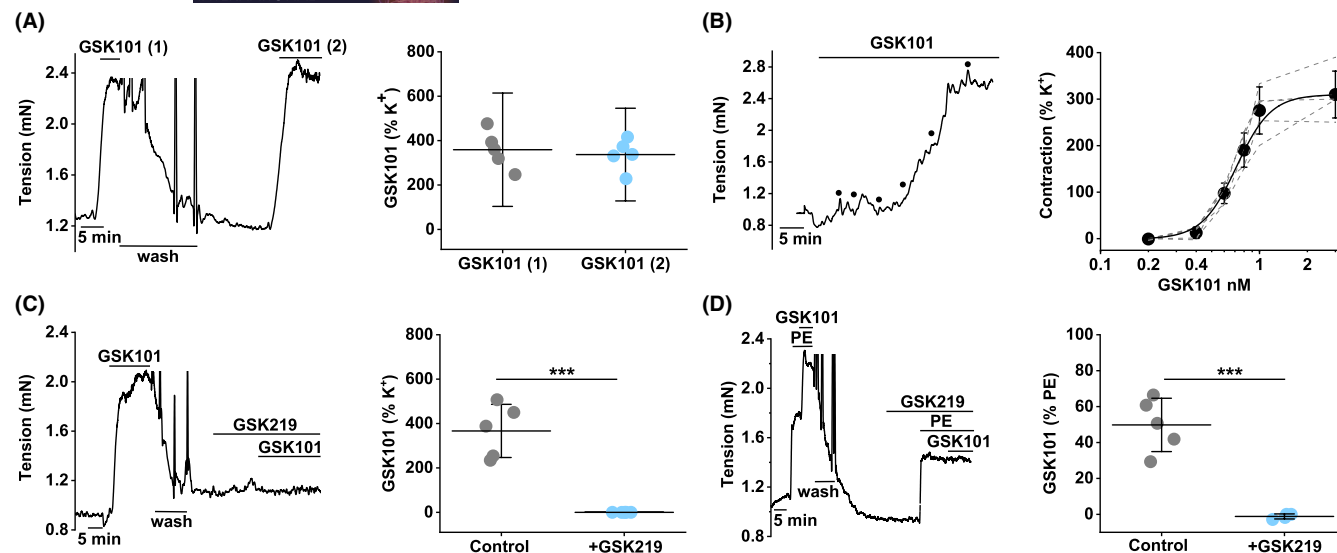 (A)
GSK101 (1)
GSK101 (2)
Tension (mN)
2.4
2.0
1.6
1.2
5 min
wash
GSK101 (% K+)
800
600
400
200
0
GSK101 (1)
GSK101 (2)
(B)
GSK101
Tension (mN)
2.8
2.4
2
1.6
1.2
0.8
5 min
Contraction (% K+)
400
300
200
100
0
0.1
0.2
0.4
1
2
GSK101 nM
(C)
GSK101
Tension (mN)
2.4
2.0
1.6
1.2
0.8
GSK219
GSK101
5 min
wash
GSK101 (% K+)
800
600
400
200
0
***
Control
+GSK219
(D)
GSK101
PE
Tension (mN)
2.4
2.0
1.6
1.2
0.8
GSK219
PE
GSK101
wash
5 min
GSK101 (% PE)
100
80
60
40
20
0
***
Control
+GSK219